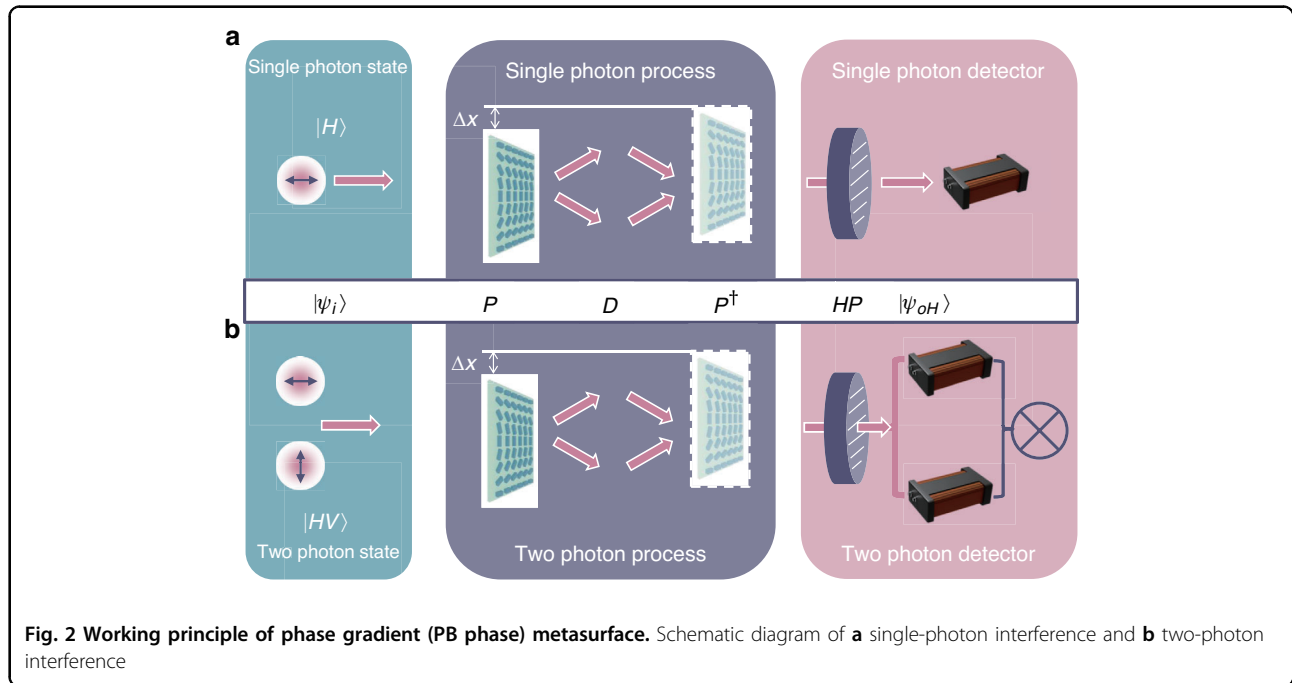 a
Single photon state
Single photon process
Single photon detector
Δx
|H⟩
|ψi⟩
P
D
P†
HP
|ψoH⟩
b
Δx
|HV⟩
Two photon state
Two photon process
Two photon detector
Fig. 2 Working principle of phase gradient (PB phase) metasurface. Schematic diagram of a single-photon interference and b two-photon
interference